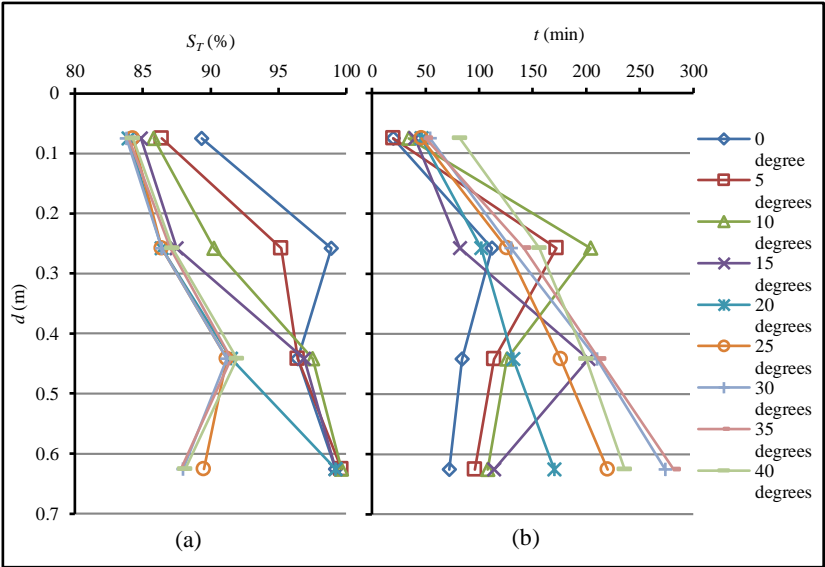 S_T (%)
t (min)
80 85 90 95 100
0 50 100 150 200 250 300
0
0.1
0.2
0.3
0.4
0.5
0.6
0.7
d (m)
0
degree
5
degrees
10
degrees
15
degrees
20
degrees
25
degrees
30
degrees
35
degrees
40
degrees
(a)
(b)